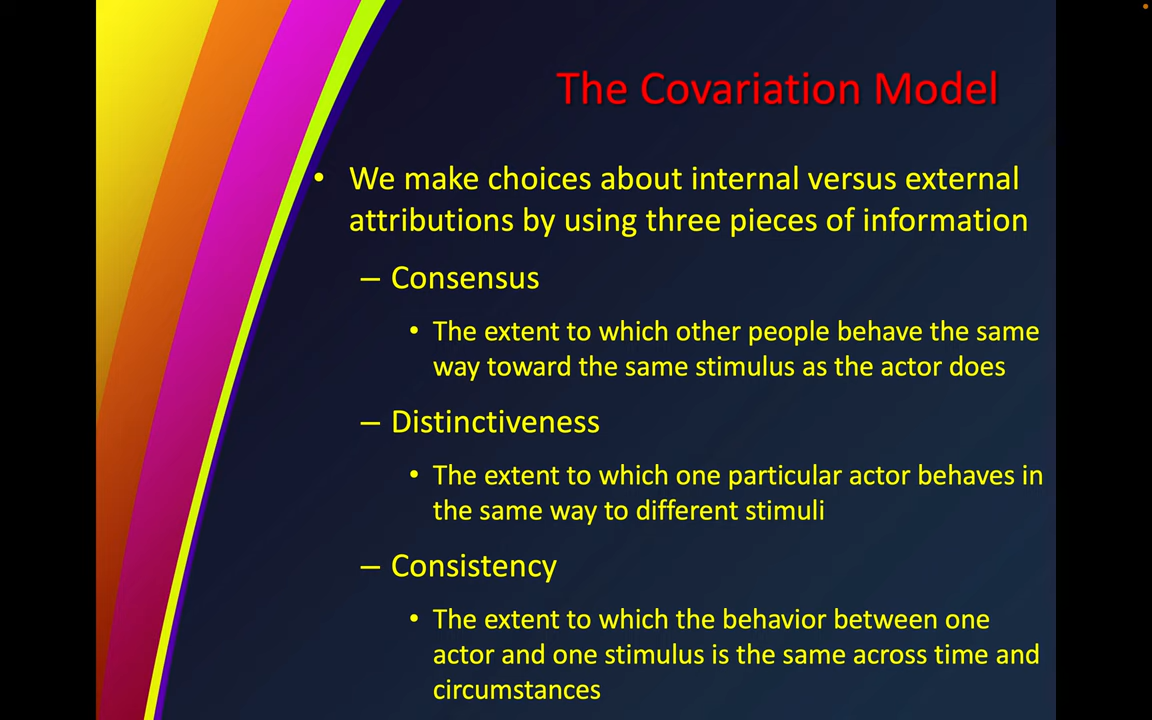 The Covariation Model
• We make choices about internal versus external
attributions by using three pieces of information
– Consensus
• The extent to which other people behave the same
way toward the same stimulus as the actor does
– Distinctiveness
• The extent to which one particular actor behaves in
the same way to different stimuli
– Consistency
• The extent to which the behavior between one
actor and one stimulus is the same across time and
circumstances